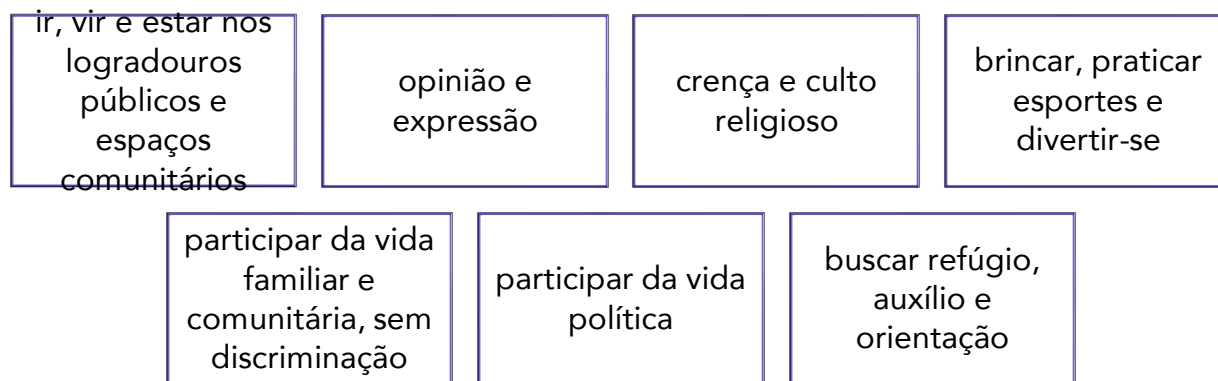 ir, vir e estar nos
logradouros
públicos e
espaços
comunitários
opinião e
expressão
crença e culto
religioso
brincar, praticar
esportes e
divertir-se
participar da vida
familiar e
comunitária, sem
discriminação
participar da vida
política
buscar refúgio,
auxílio e
orientação